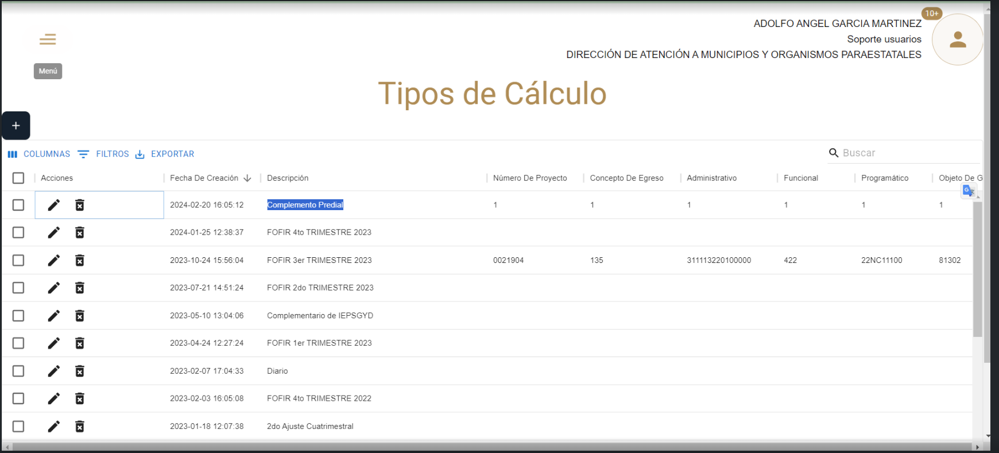 10+
ADOLFO ANGEL GARCIA MARTINEZ
Soporte usuarios
DIRECCIÓN DE ATENCIÓN A MUNICIPIOS Y ORGANISMOS PARAESTATALES
Menú
Tipos de Cálculo
+
COLUMNAS FILTROS EXPORTAR Buscar
Acciones Fecha De Creación Descripción Número De Proyecto Concepto De Egreso Administrativo Funcional Programático Objeto De G
2024-02-20 16:05:12 Complemento Predial 1 1 1 1 1 1
2024-01-25 12:38:37 FOFIR 4to TRIMESTRE 2023
2023-10-24 15:56:04 FOFIR 3er TRIMESTRE 2023 0021904 135 311113220100000 422 22NC11100 81302
2023-07-21 14:51:24 FOFIR 2do TRIMESTRE 2023
2023-05-10 13:04:06 Complementario de IEPSGYD
2023-04-24 12:27:24 FOFIR 1er TRIMESTRE 2023
2023-02-07 17:04:33 Diario
2023-02-03 16:05:08 FOFIR 4to TRIMESTRE 2022
2023-01-18 12:07:38 2do Ajuste Cuatrimestral